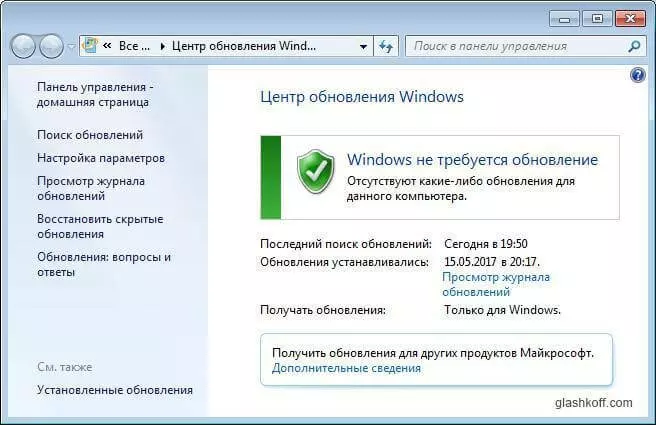 Все ...
Центр обновления Wind...
Поиск в панели управления
Панель управления -
домашняя страница
Поиск обновлений
Настройка параметров
Просмотр журнала
обновлений
Восстановить скрытые
обновления
Обновления: вопросы и
ответы
См. также
Установленные обновления
Центр обновления Windows
Windows не требуется обновление
Отсутствуют какие-либо обновления для
данного компьютера.
Последний поиск обновлений: Сегодня в 19:50
Обновления устанавливались: 15.05.2017 в 20:17.
Просмотр журнала
обновлений
Получать обновления: Только для Windows.
Получить обновления для других продуктов Майкрософт.
Дополнительные сведения
glashkoff.com